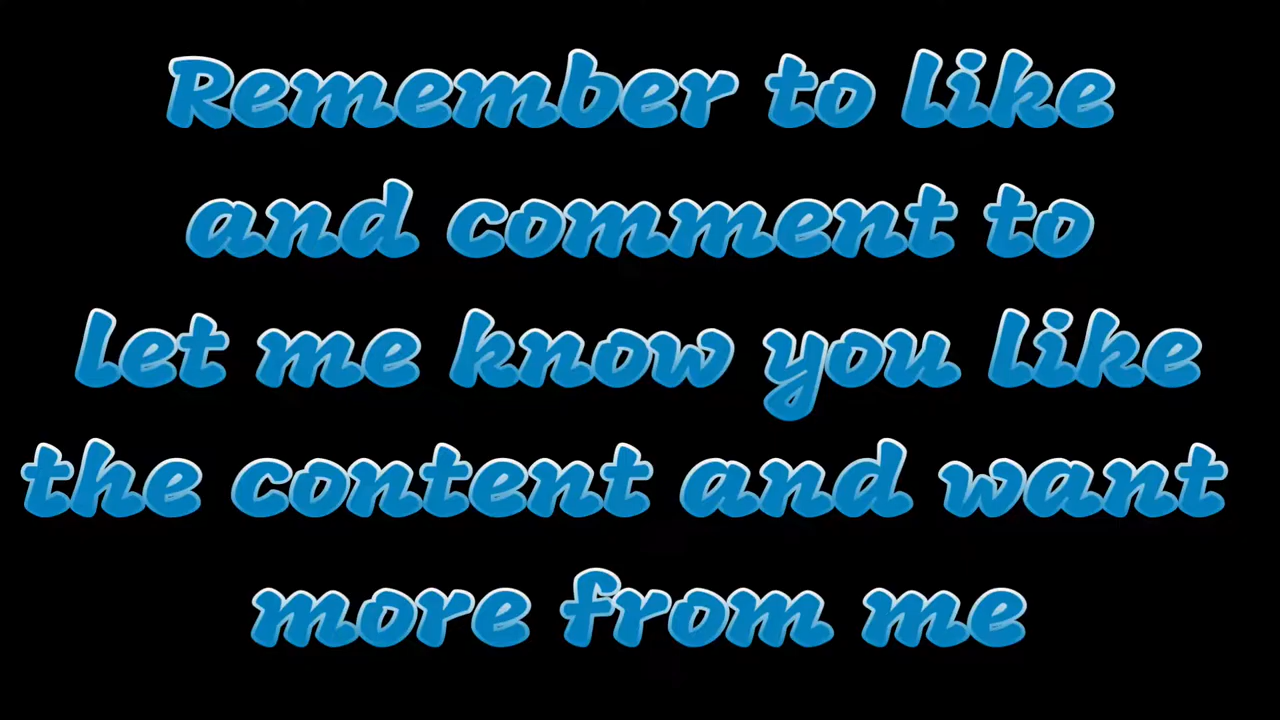 Remember to like
and comment to
let me know you like
the content and want
more from me